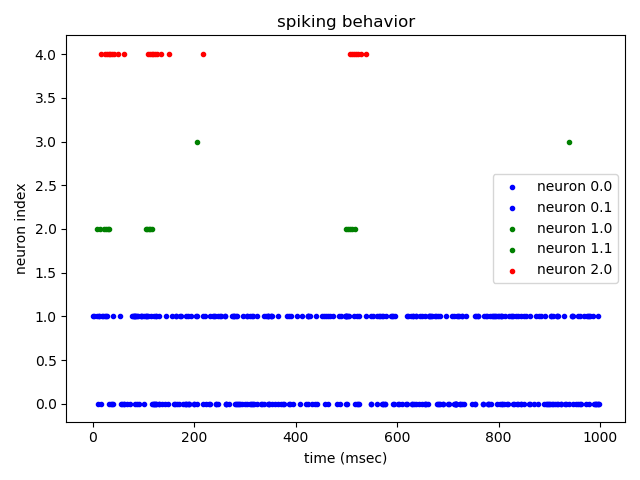 spiking behavior
neuron index
4.0
3.5
3.0
2.5
2.0
1.5
1.0
0.5
0.0
neuron 0.0
neuron 0.1
neuron 1.0
neuron 1.1
neuron 2.0
0 200 400 600 800 1000
time (msec)